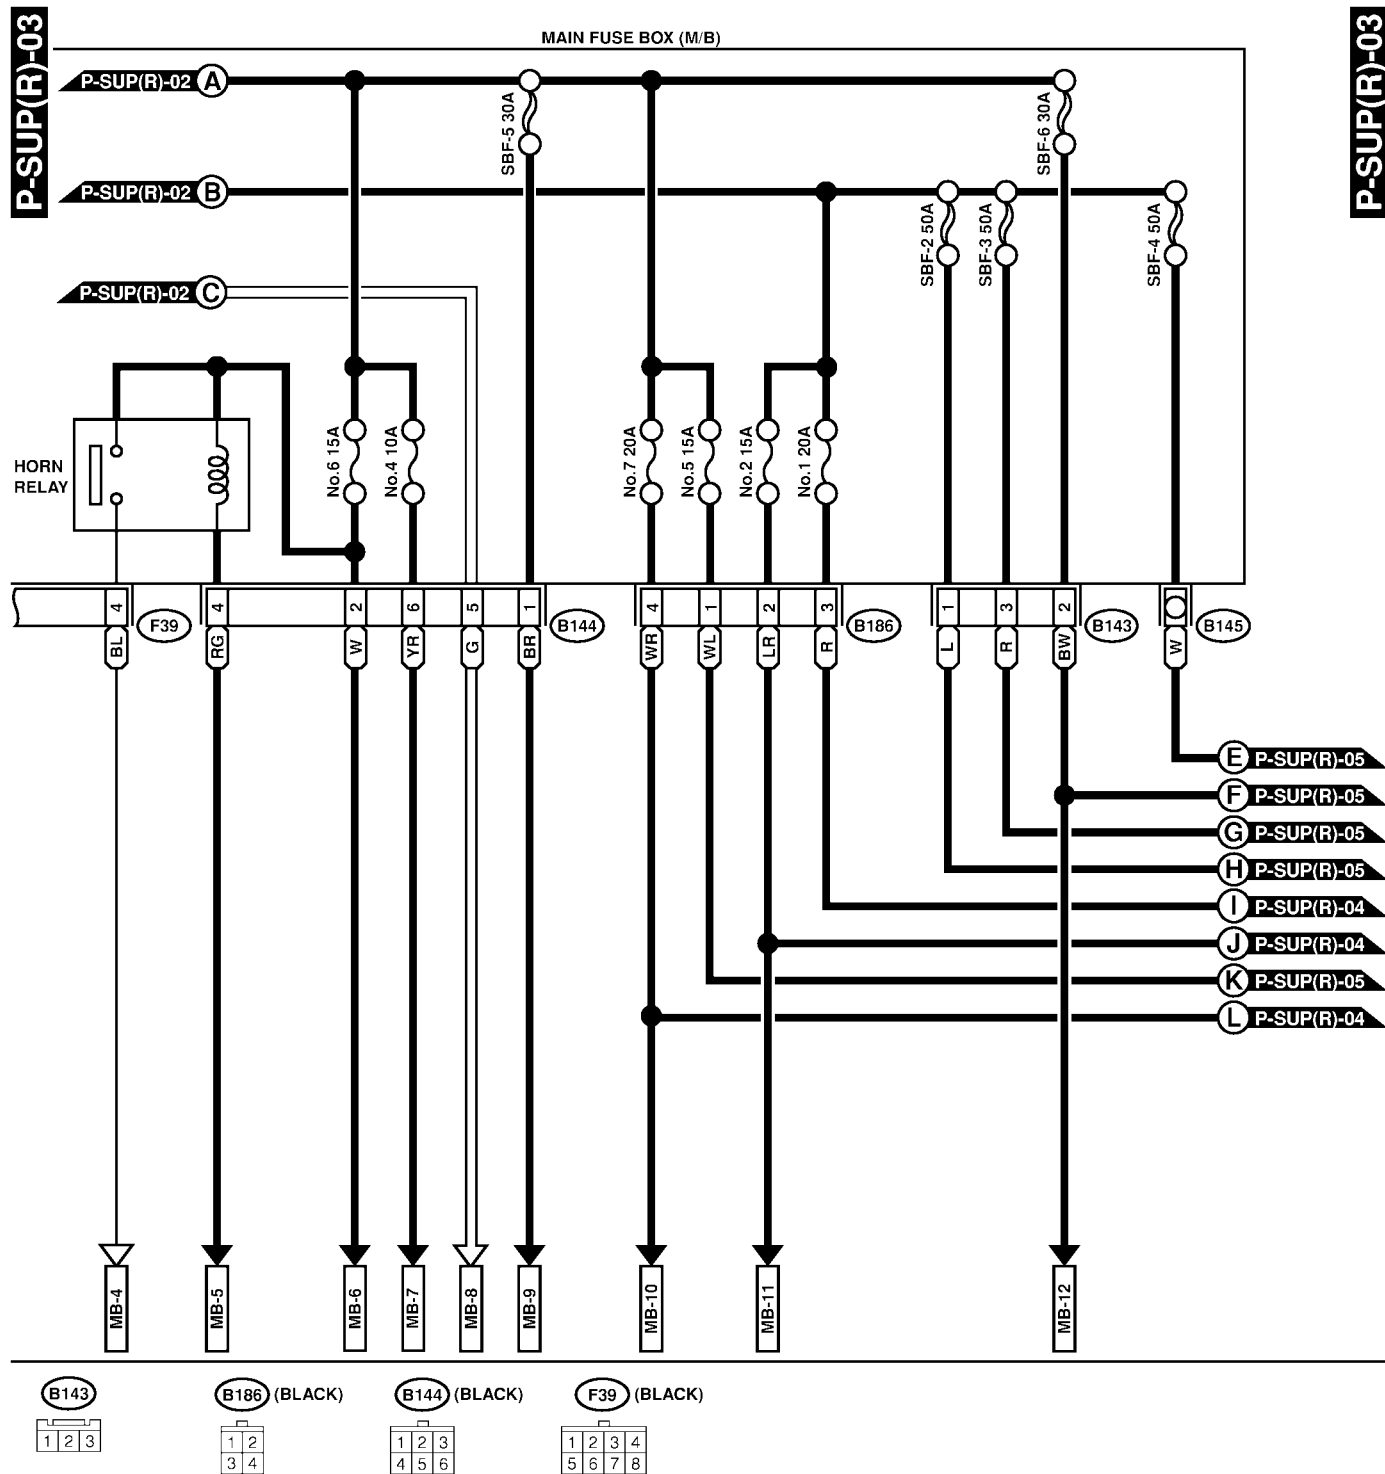 P-SUP(R)-03
P-SUP(R)-03
MAIN FUSE BOX (M/B)
P-SUP(R)-02 A
SBF-5 30A
SBF-6 30A
P-SUP(R)-02 B
SBF-2 50A
SBF-3 50A
SBF-4 50A
P-SUP(R)-02 C
HORN
RELAY
No.6 15A
No.4 10A
No.7 20A
No.5 15A
No.2 15A
No.1 20A
4
F39
4
2
6
5
1
B144
4
1
2
3
B186
1
3
2
B143
B145
BL
RG
W
YR
G
BR
WR
WL
LR
R
L
R
BW
W
E P-SUP(R)-05
F P-SUP(R)-05
G P-SUP(R)-05
H P-SUP(R)-05
I P-SUP(R)-04
J P-SUP(R)-04
K P-SUP(R)-05
L P-SUP(R)-04
MB-4
MB-5
MB-6
MB-7
MB-8
MB-9
MB-10
MB-11
MB-12
B143
1 2 3
B186 (BLACK)
1 2
3 4
B144 (BLACK)
1 2 3
4 5 6
F39 (BLACK)
1 2 3 4
5 6 7 8